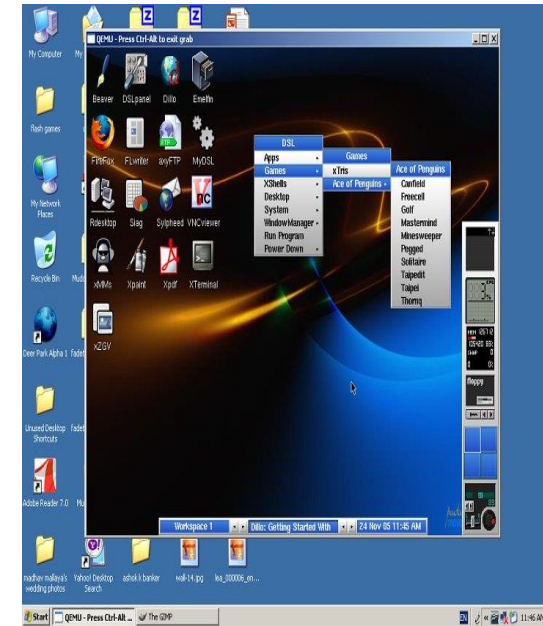 QEMU - Press Ctrl-Alt to exit grab
My Computer
My
Beaver
DSLpanel
Dillo
Emelfm
flash games
FireFox
FLwriter
axyFTP
MyDSL
DSL
Apps
Games
XShells
Desktop
System
WindowManager
Run Program
Power Down
Games
xTris
Ace of Penguins
Ace of Penguins
Canfield
Freecell
Golf
Mastermind
Minesweeper
Pegged
Solitaire
Taipedit
Taipei
Thornq
My Network
Places
Rdesktop
Siag
Sylpheed
VNCviewer
Recycle Bin
xMMs
Xpaint
Xpdf
XTerminal
xZGV
Deer Park Alpha 1
fadet
floppy
Unused Desktop
Shortcuts
fadet
Adobe Reader 7.0
Mu
Workspace 1
Dillo: Getting Started With
24 Nov 05 11:45 AM
madhav mallaya's
wedding photos
Yahoo! Desktop
Search
ashok k banker
wall-14.jpg
lea_000006_en...
Start
QEMU - Press Ctrl-Alt ...
The GIMP
11:46 AM